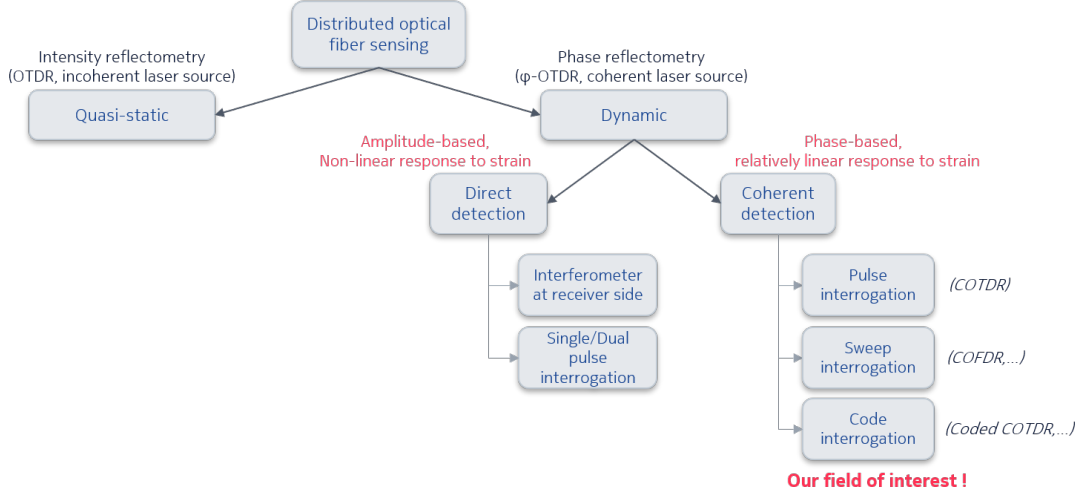 Distributed optical
fiber sensing
Intensity reflectometry
(OTDR, incoherent laser source)
Phase reflectometry
(φ-OTDR, coherent laser source)
Quasi-static
Dynamic
Amplitude-based,
Non-linear response to strain
Phase-based,
relatively linear response to strain
Direct
detection
Coherent
detection
Interferometer
at receiver side
Pulse
interrogation
(COTDR)
Single/Dual
pulse
interrogation
Sweep
interrogation
(COFDR,...)
Code
interrogation
(Coded COTDR,...)
Our field of interest !